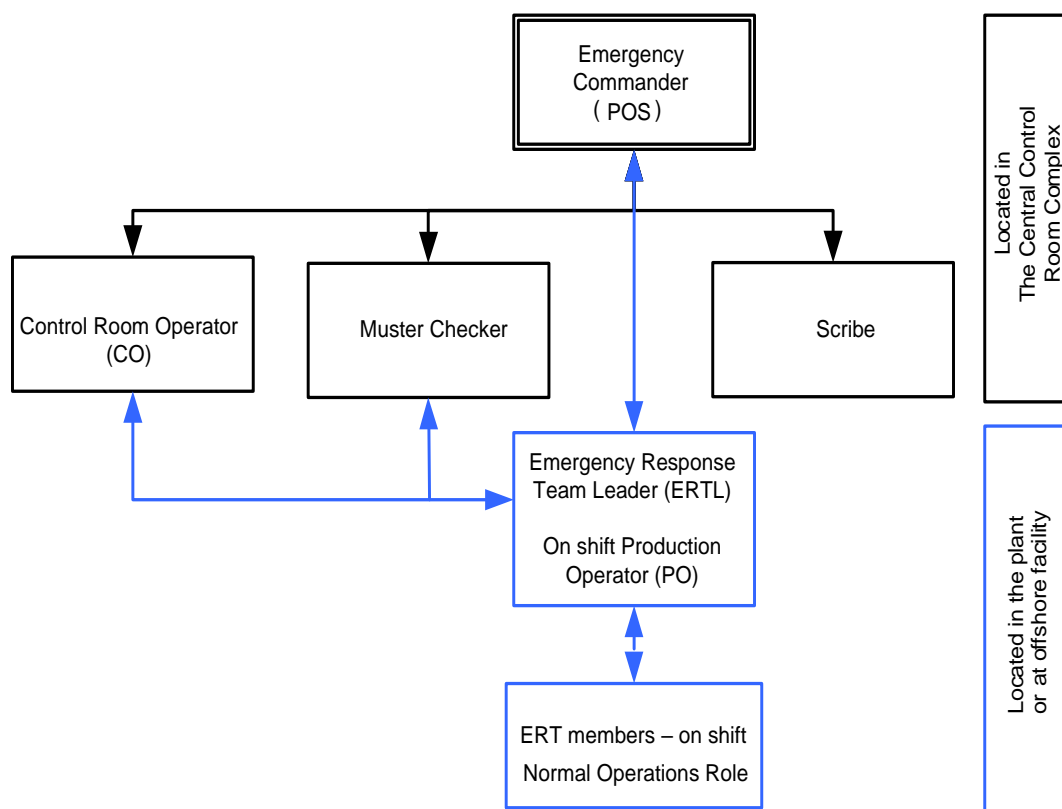 Emergency
Commander
( POS )
Located in
The Central Control
Room Complex
Control Room Operator
(CO)
Muster Checker
Scribe
Emergency Response
Team Leader (ERTL)
On shift Production
Operator (PO)
Located in the plant
or at offshore facility
ERT members – on shift
Normal Operations Role